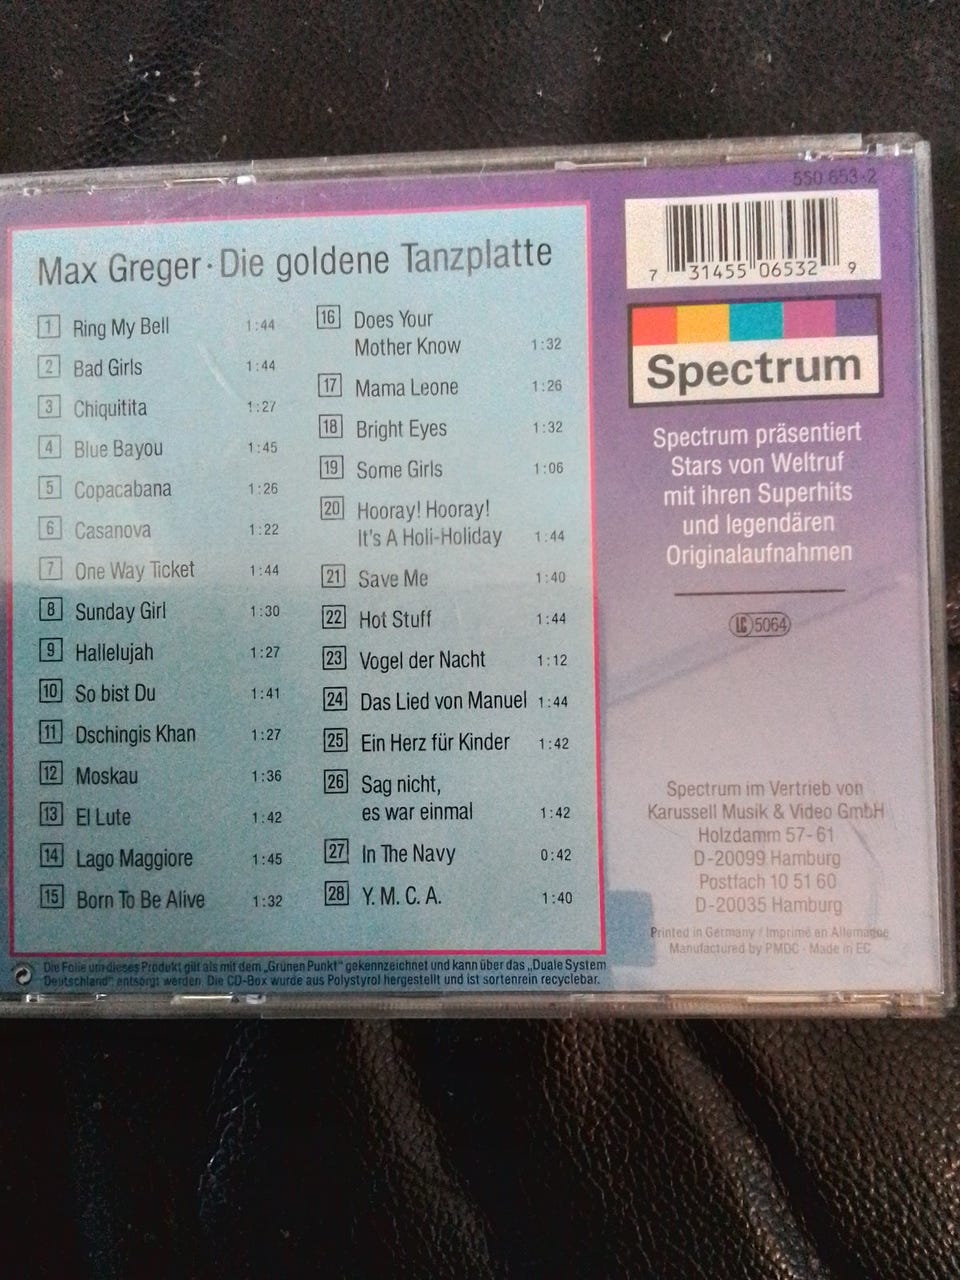 550 653-2
7 31455 06532 9
Max Greger · Die goldene Tanzplatte
1 Ring My Bell 1:44
2 Bad Girls 1:44
3 Chiquitita 1:27
4 Blue Bayou 1:45
5 Copacabana 1:26
6 Casanova 1:22
7 One Way Ticket 1:44
8 Sunday Girl 1:30
9 Hallelujah 1:27
10 So bist Du 1:41
11 Dschingis Khan 1:27
12 Moskau 1:36
13 El Lute 1:42
14 Lago Maggiore 1:45
15 Born To Be Alive 1:32
16 Does Your
Mother Know 1:32
17 Mama Leone 1:26
18 Bright Eyes 1:32
19 Some Girls 1:06
20 Hooray! Hooray!
It's A Holi-Holiday 1:44
21 Save Me 1:40
22 Hot Stuff 1:44
23 Vogel der Nacht 1:12
24 Das Lied von Manuel 1:44
25 Ein Herz für Kinder 1:42
26 Sag nicht,
es war einmal 1:42
27 In The Navy 0:42
28 Y. M. C. A. 1:40
Die Folie um dieses Produkt gilt als mit dem „Grünen Punkt" gekennzeichnet und kann über das „Duale System
Deutschland" entsorgt werden. Die CD-Box wurde aus Polystyrol hergestellt und ist sortenrein recyclebar.
Spectrum
Spectrum präsentiert
Stars von Weltruf
mit ihren Superhits
und legendären
Originalaufnahmen
LC 5064
Spectrum im Vertrieb von
Karussell Musik & Video GmbH
Holzdamm 57-61
D-20099 Hamburg
Postfach 10 51 60
D-20035 Hamburg
Printed in Germany / Imprimé en Allemagne
Manufactured by PMDC · Made in EC